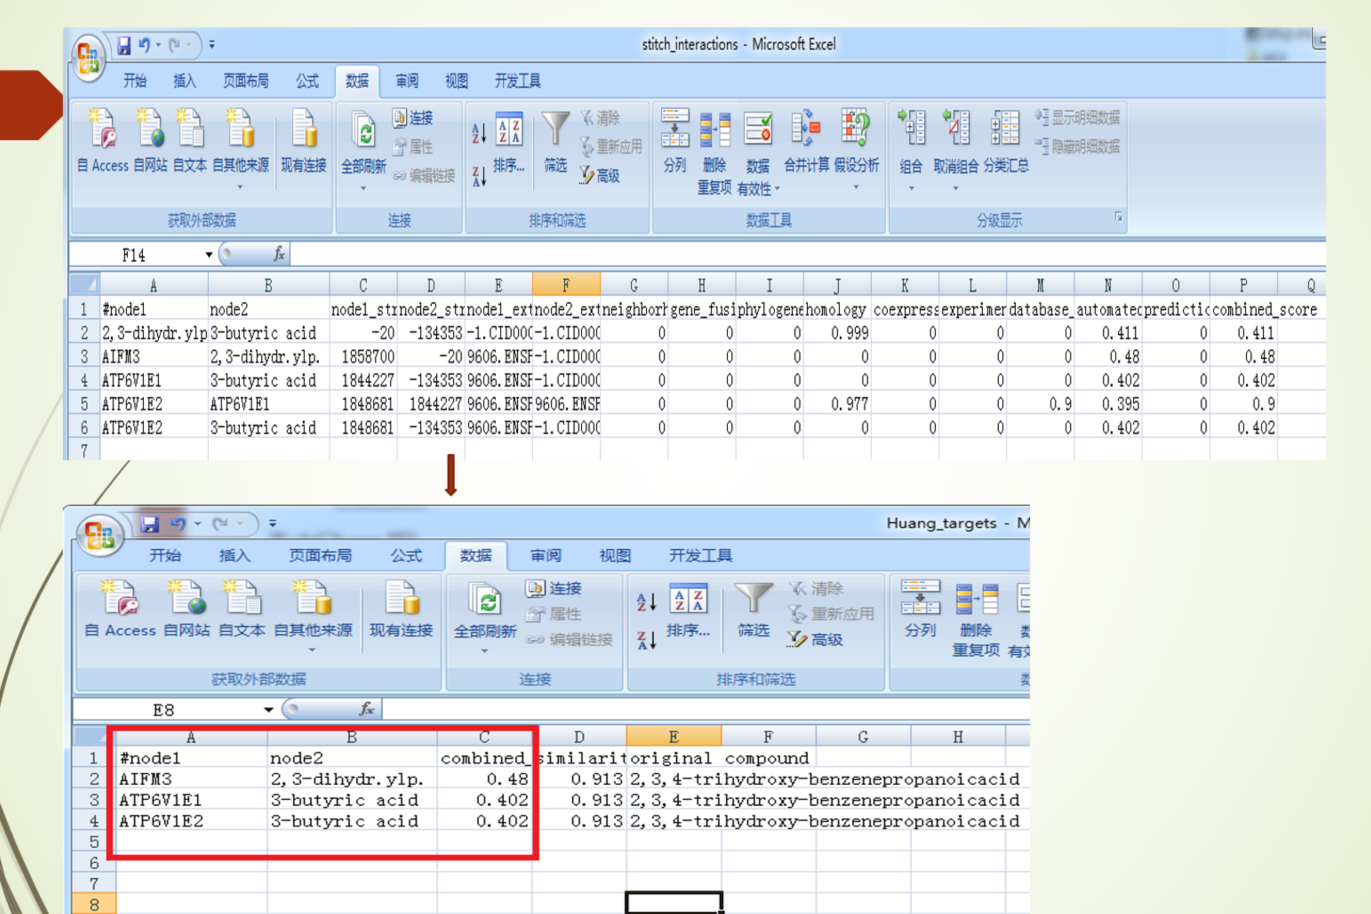 stitch_interactions - Microsoft Excel
开始 插入 页面布局 公式 数据 审阅 视图 开发工具
自 Access 自网站 自文本 自其他来源 现有连接 全部刷新 连接 属性 编辑链接 排序... 筛选 清除 重新应用 高级 分列 删除重复项 数据有效性 合并计算 假设分析 组合 取消组合 分类汇总 显示明细数据 隐藏明细数据
获取外部数据 连接 排序和筛选 数据工具 分级显示
F14 fx
A B C D E F G H I J K L M N O P Q
1 #node1 node2 node1_str node2_str node1_ext node2_ext neighborh gene_fusi phylogene homology coexpress experimen database_ automated predictic combined_score
2 2,3-dihydr.ylp 3-butyric acid -20 -134353 -1.CID000 -1.CID000 0 0 0 0.999 0 0 0 0.411 0 0.411
3 AIFM3 2,3-dihydr.ylp. 1858700 -20 9606.ENSP -1.CID000 0 0 0 0 0 0 0 0.48 0 0.48
4 ATP6V1E1 3-butyric acid 1844227 -134353 9606.ENSP -1.CID000 0 0 0 0 0 0 0 0.402 0 0.402
5 ATP6V1E2 ATP6V1E1 1848681 1844227 9606.ENSP 9606.ENSP 0 0 0 0.977 0 0 0.9 0.395 0 0.9
6 ATP6V1E2 3-butyric acid 1848681 -134353 9606.ENSP -1.CID000 0 0 0 0 0 0 0 0.402 0 0.402
7
Huang_targets - M
开始 插入 页面布局 公式 数据 审阅 视图 开发工具
自 Access 自网站 自文本 自其他来源 现有连接 全部刷新 连接 属性 编辑链接 排序... 筛选 清除 重新应用 高级 分列 删除重复项
获取外部数据 连接 排序和筛选
E8 fx
A B C D E F G H
1 #node1 node2 combined_ similarit original compound
2 AIFM3 2,3-dihydr.ylp. 0.48 0.913 2,3,4-trihydroxy-benzenepropanoicacid
3 ATP6V1E1 3-butyric acid 0.402 0.913 2,3,4-trihydroxy-benzenepropanoicacid
4 ATP6V1E2 3-butyric acid 0.402 0.913 2,3,4-trihydroxy-benzenepropanoicacid
5
6
7
8